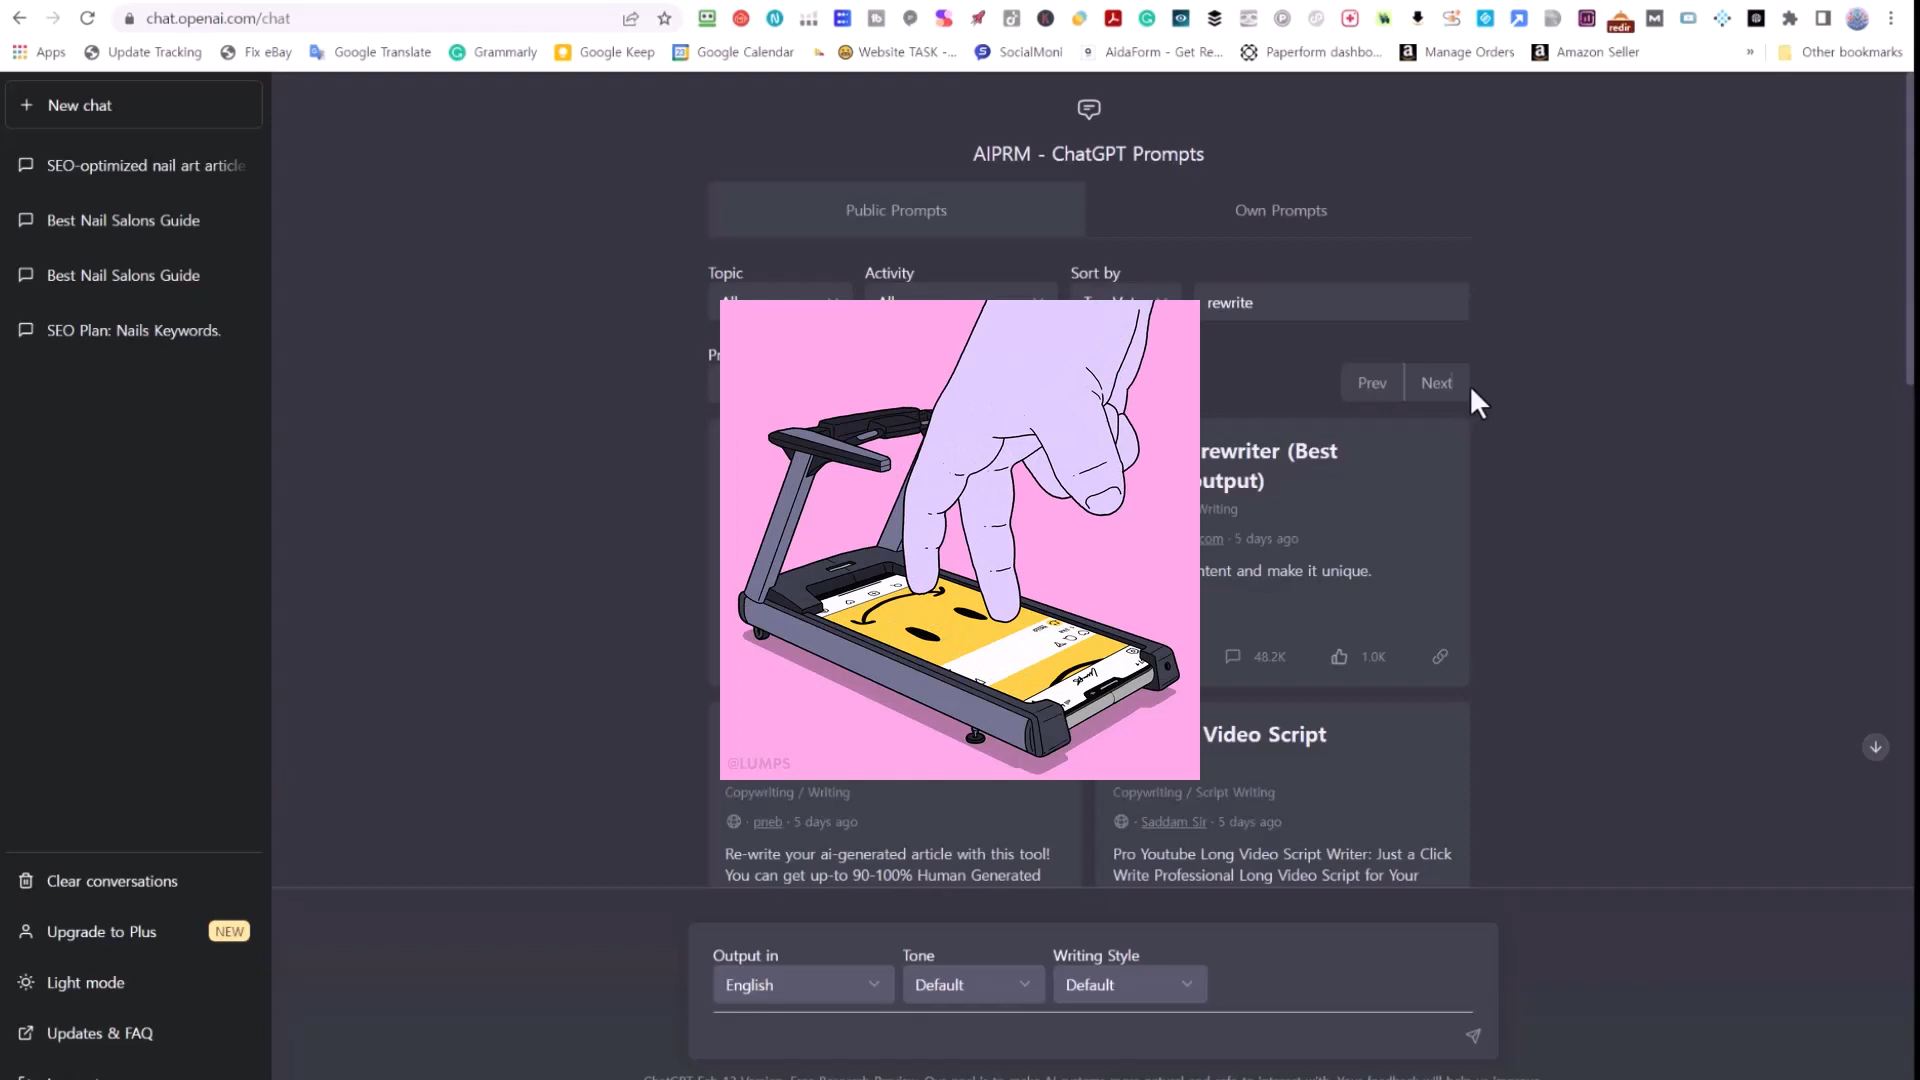 chat.openai.com/chat
redir
Apps
Update Tracking
Fix eBay
Google Translate
Grammarly
Google Keep
Google Calendar
Website TASK -...
SocialMoni
AidaForm - Get Re...
Paperform dashbo...
Manage Orders
Amazon Seller
»
Other bookmarks
+ New chat
SEO-optimized nail art article
Best Nail Salons Guide
Best Nail Salons Guide
SEO Plan: Nails Keywords.
Clear conversations
Upgrade to Plus
NEW
Light mode
Updates & FAQ
AIPRM - ChatGPT Prompts
Public Prompts
Own Prompts
Topic
Activity
Sort by
rewrite
Prev
Next
rewriter (Best
output)
Writing
com · 5 days ago
ntent and make it unique.
48.2K
1.0K
Lumps
@LUMPS
Video Script
Copywriting / Writing
· pneb · 5 days ago
Re-write your ai-generated article with this tool!
You can get up-to 90-100% Human Generated
Copywriting / Script Writing
· Saddam Sir · 5 days ago
Pro Youtube Long Video Script Writer: Just a Click
Write Professional Long Video Script for Your
Output in
Tone
Writing Style
English
Default
Default